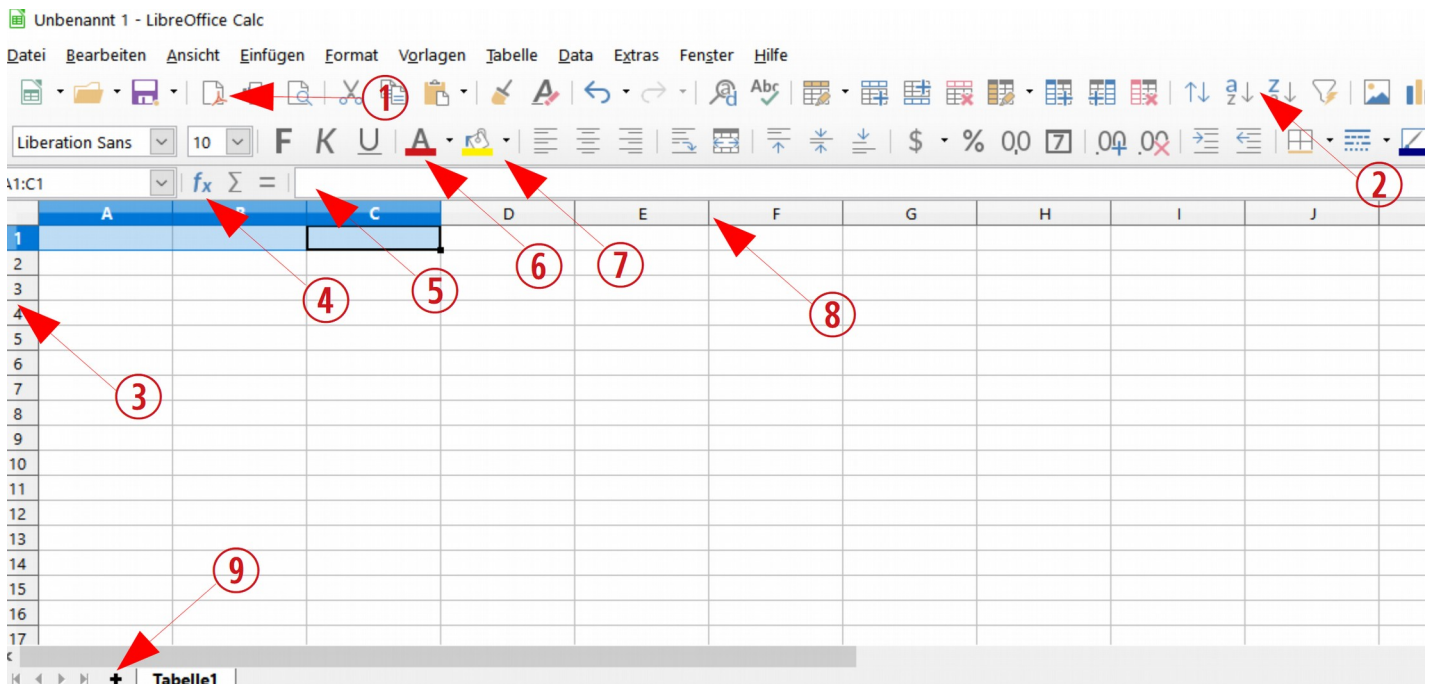 Unbenannt 1 - LibreOffice Calc
Datei Bearbeiten Ansicht Einfügen Format Vorlagen Tabelle Data Extras Fenster Hilfe
1 Abc a z z
Liberation Sans 10 F K U A $ % 0,0 7 .00 .00
A1:C1 fx Σ = 2
A B C D E F G H I J
1
2 6 7
3 4 5
4 8
5
6
7 3
8
9
10
11
12
13
14 9
15
16
17
Tabelle1